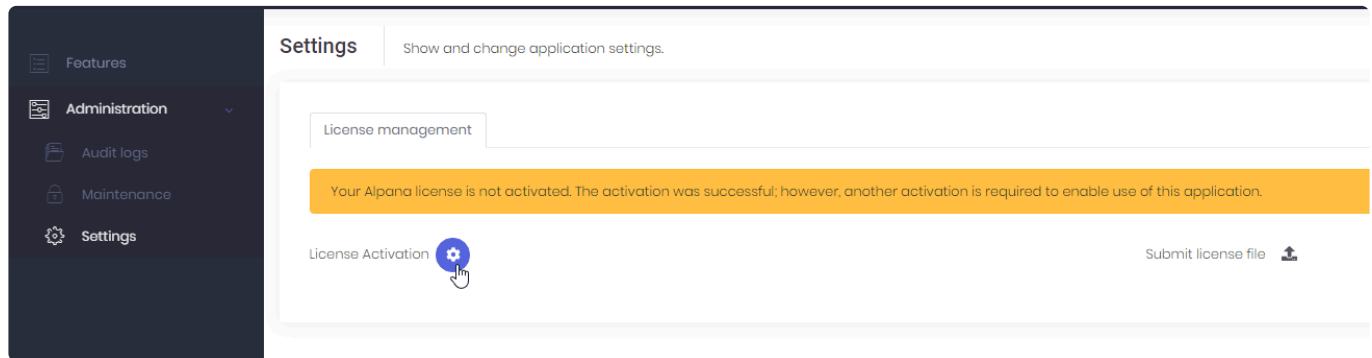 Features
Administration
Audit logs
Maintenance
Settings
Settings
Show and change application settings.
License management
Your Alpana license is not activated. The activation was successful; however, another activation is required to enable use of this application.
License Activation
Submit license file